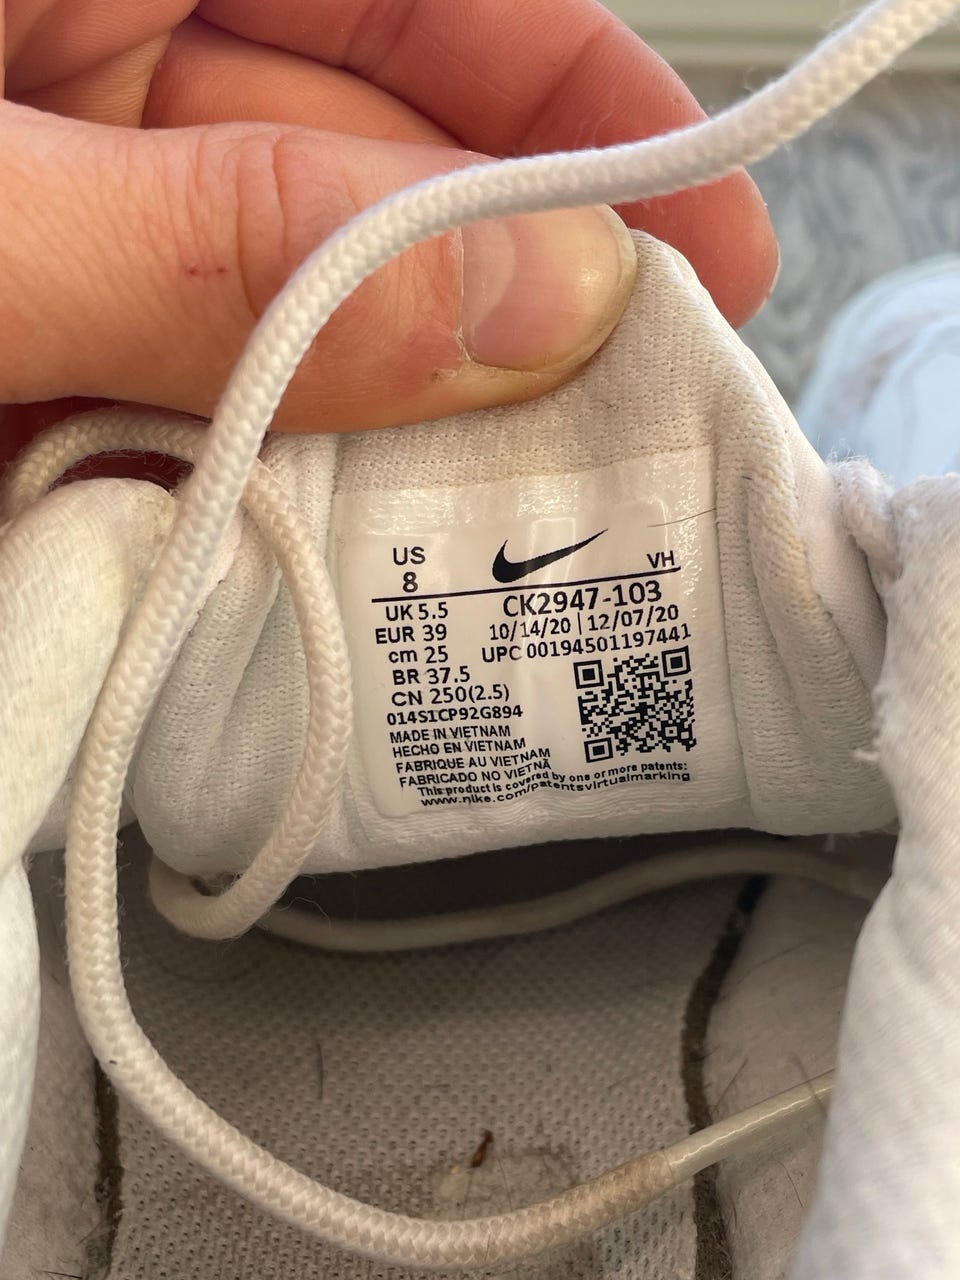 US
8
VH
UK 5.5
EUR 39
cm 25
BR 37.5
CN 250(2.5)
014S1CP92G894
CK2947-103
10/14/20 | 12/07/20
UPC 00194501197441
MADE IN VIETNAM
HECHO EN VIETNAM
FABRIQUE AU VIETNAM
FABRICADO NO VIETNÃ
This product is covered by one or more patents:
www.nike.com/patentsvirtualmarking